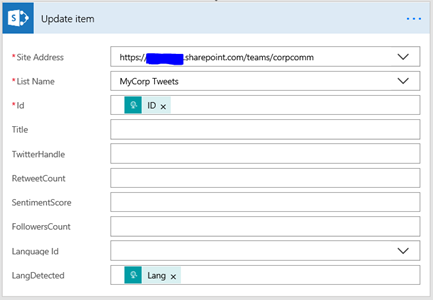 Update item
* Site Address
https:// .sharepoint.com/teams/corpcomm
* List Name
MyCorp Tweets
* Id
ID ×
Title
TwitterHandle
RetweetCount
SentimentScore
FollowersCount
Language Id
LangDetected
Lang ×